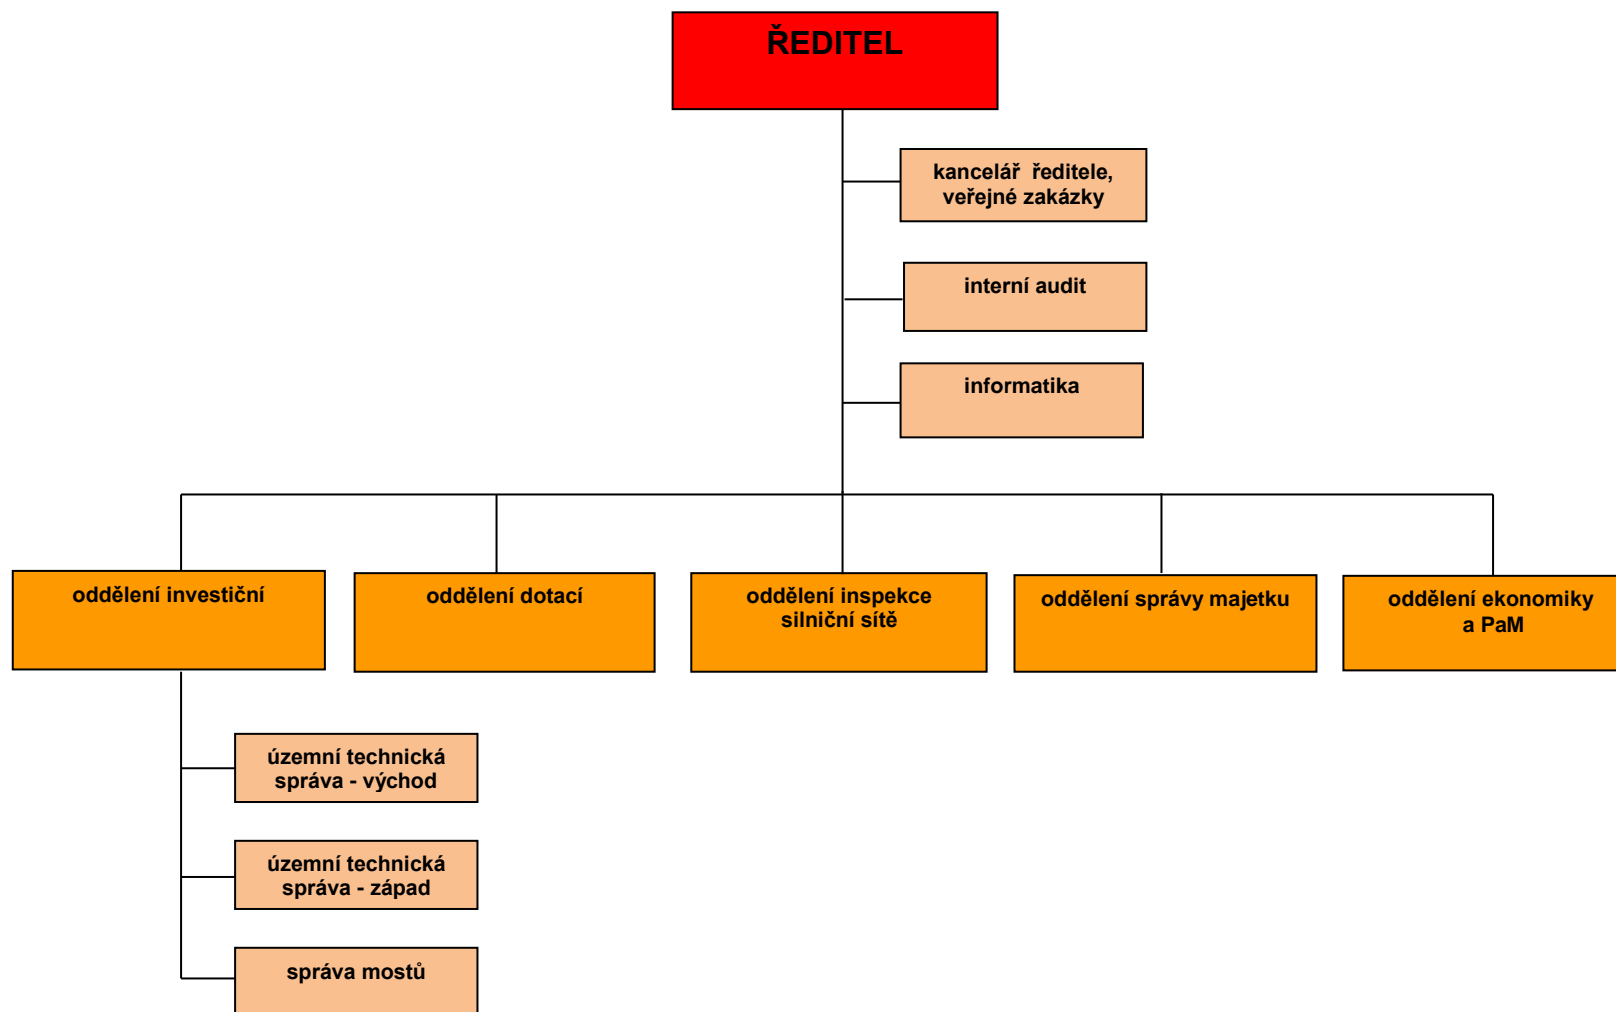 ŘEDITEL
kancelář  ředitele,
veřejné zakázky
interní audit
informatika
oddělení investiční
oddělení dotací
oddělení inspekce
silniční sítě
oddělení správy majetku
oddělení ekonomiky
a PaM
územní technická
správa - východ
územní technická
správa - západ
správa mostů